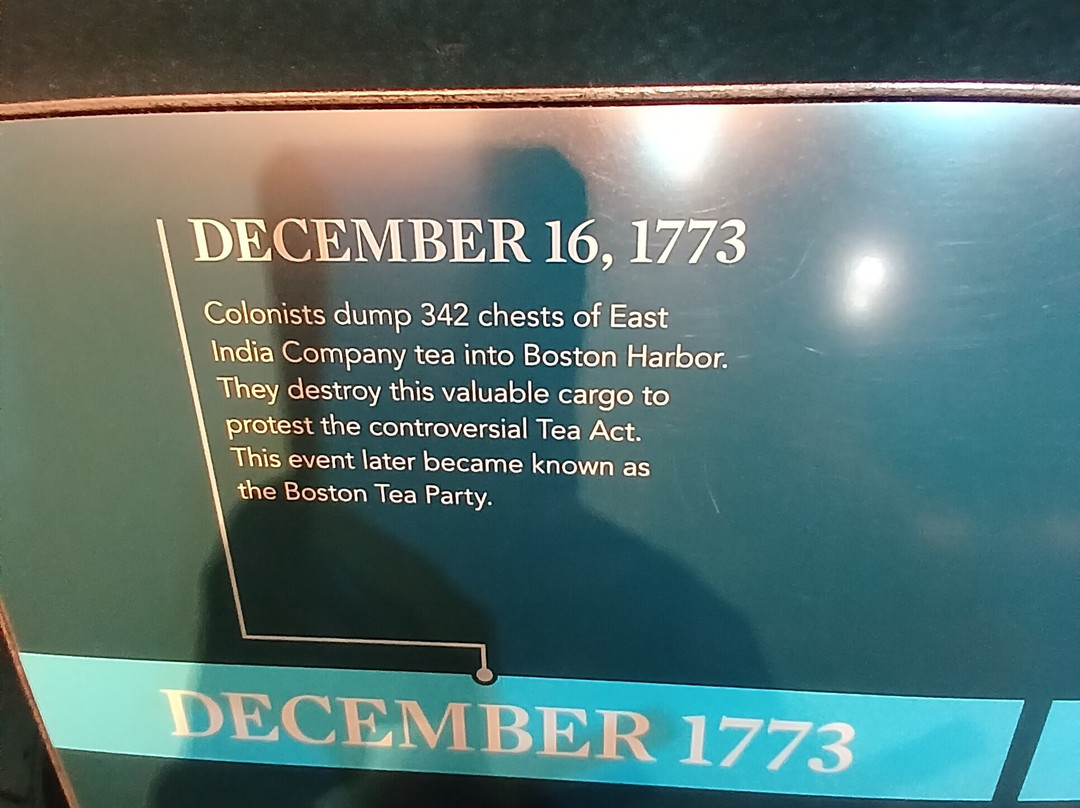 DECEMBER 16, 1773
Colonists dump 342 chests of East
India Company tea into Boston Harbor.
They destroy this valuable cargo to
protest the controversial Tea Act.
This event later became known as
the Boston Tea Party.
DECEMBER 1773